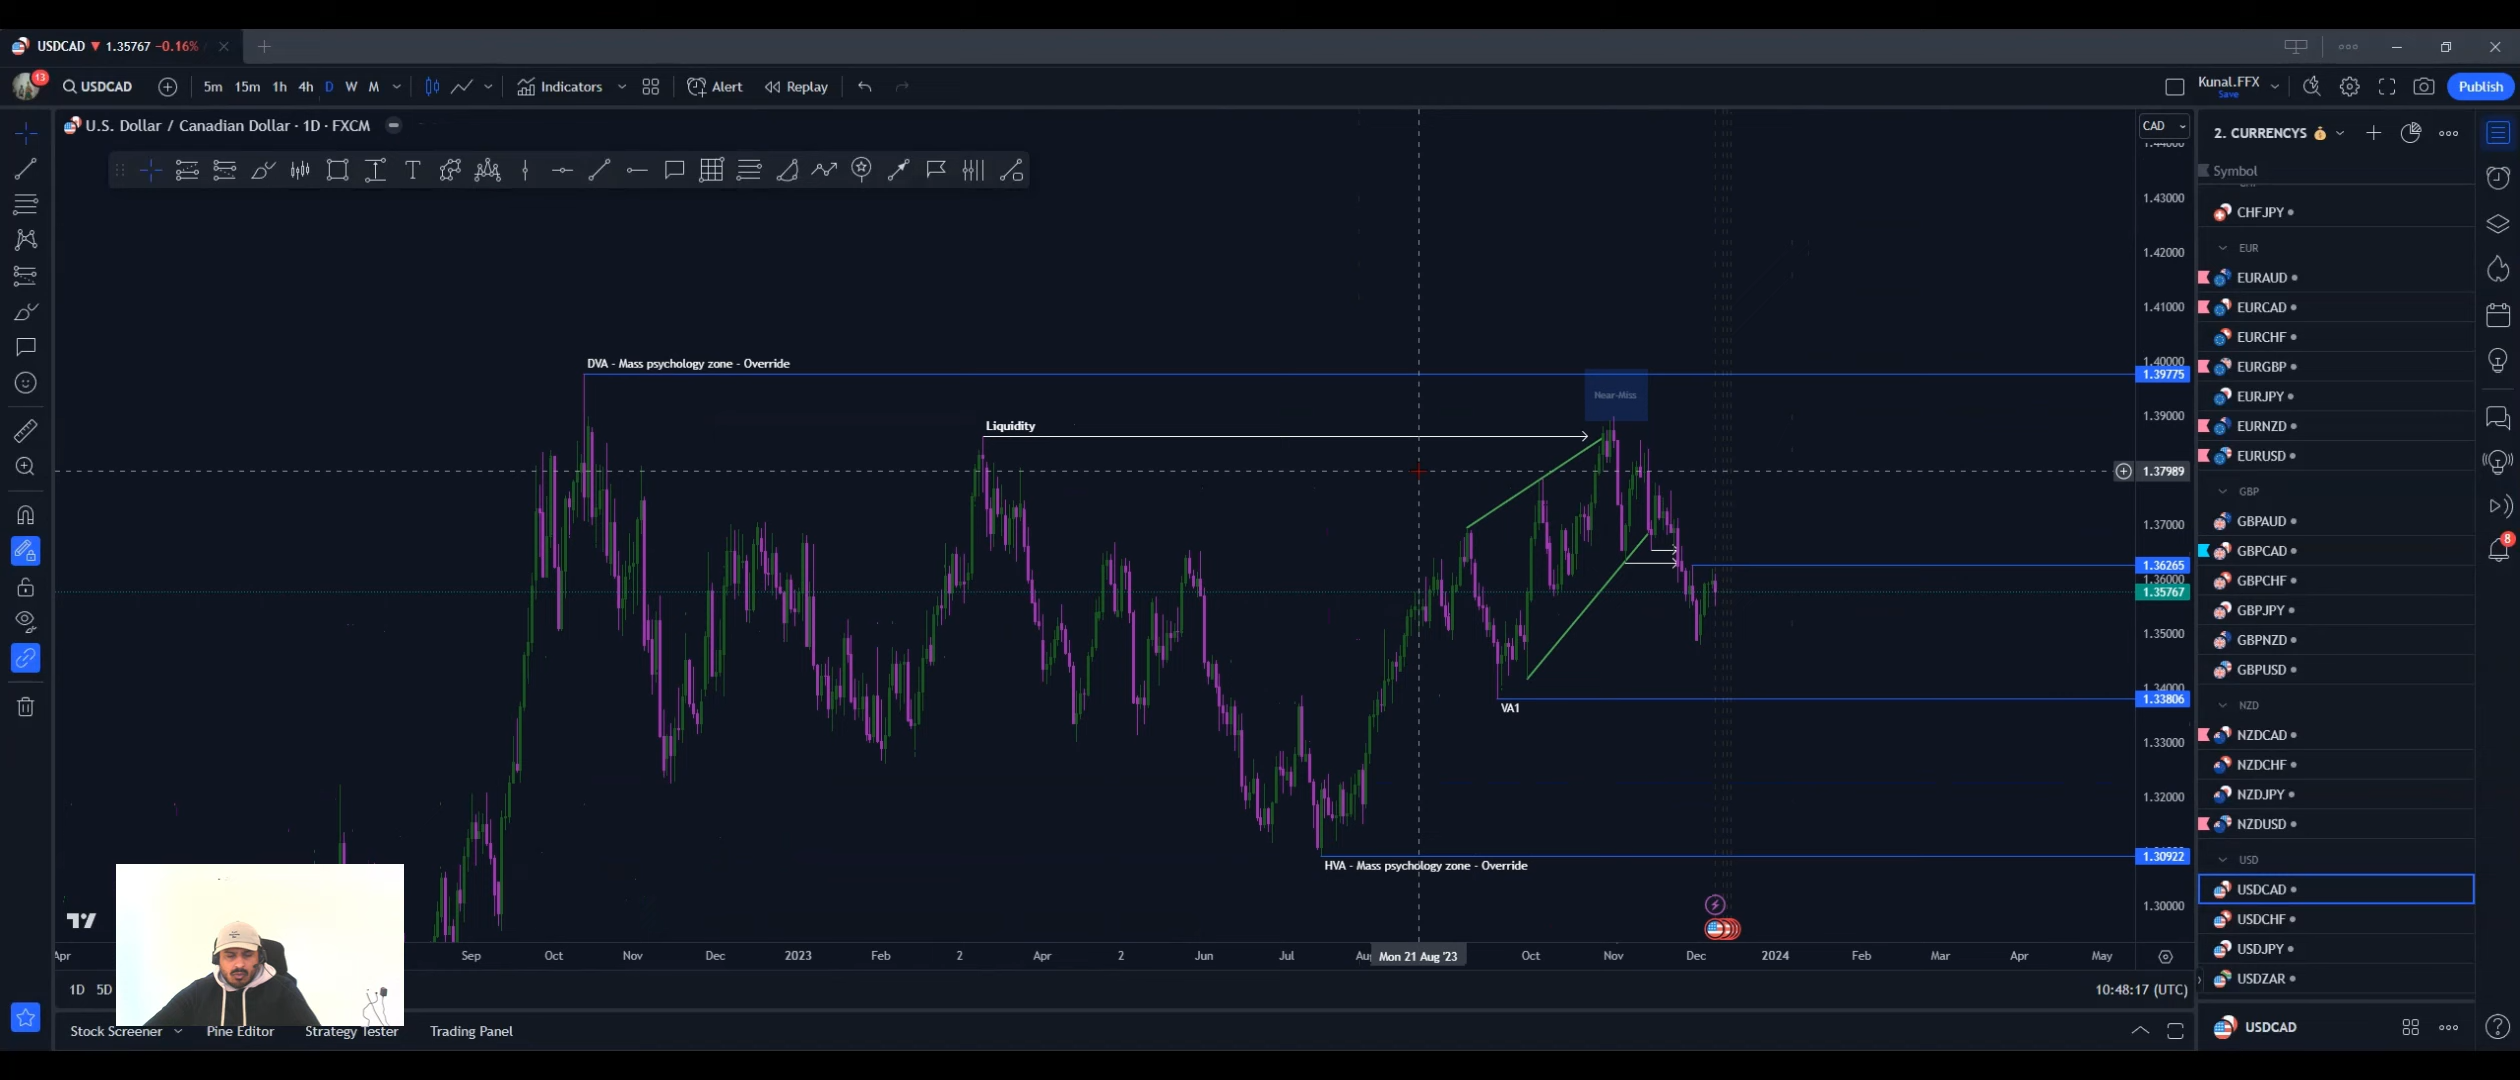 USDCAD ▼ 1.35767 −0.16%
13
USDCAD
5m 15m 1h 4h D W M
Indicators
Alert
Replay
Kunal.FFX
Save
Publish
U.S. Dollar / Canadian Dollar · 1D · FXCM
CAD
2. CURRENCYS 💰
Symbol
CHFJPY
EUR
EURAUD
EURCAD
EURCHF
EURGBP
EURJPY
EURNZD
EURUSD
GBP
GBPAUD
GBPCAD
GBPCHF
GBPJPY
GBPNZD
GBPUSD
NZD
NZDCAD
NZDCHF
NZDJPY
NZDUSD
USD
USDCAD
USDCHF
USDJPY
USDZAR
USDCAD
8
1.43000
1.42000
1.41000
1.40000
1.39775
1.39000
1.37989
1.37000
1.36265
1.36000
1.35767
1.35000
1.34000
1.33806
1.33000
1.32000
1.30922
1.30000
DVA - Mass psychology zone - Override
Near-Miss
Liquidity
VA1
HVA - Mass psychology zone - Override
Apr Sep Oct Nov Dec 2023 Feb 2 Apr 2 Jun Jul Aug Mon 21 Aug '23 Oct Nov Dec 2024 Feb Mar Apr May
1D 5D
10:48:17 (UTC)
Stock Screener Pine Editor Strategy Tester Trading Panel